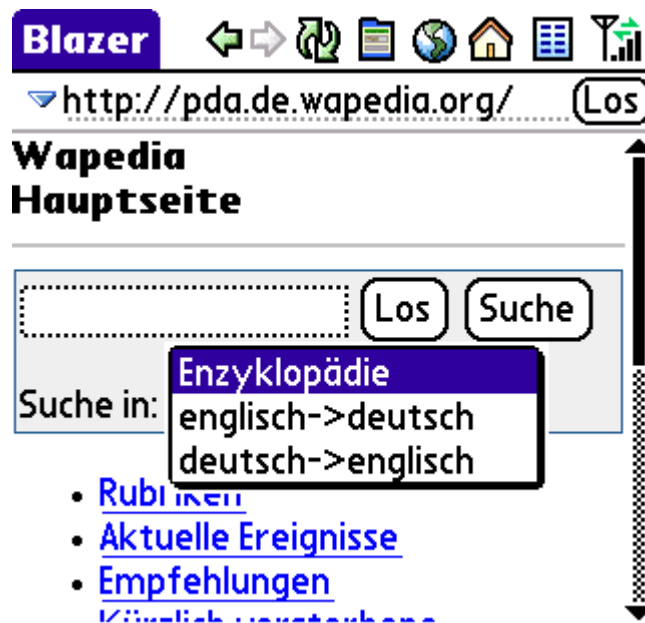 Blazer
http://pda.de.wapedia.org/ Los
Wapedia
Hauptseite
Los Suche
Enzyklopädie
Suche in:
englisch->deutsch
deutsch->englisch
Rubriken
Aktuelle Ereignisse
Empfehlungen